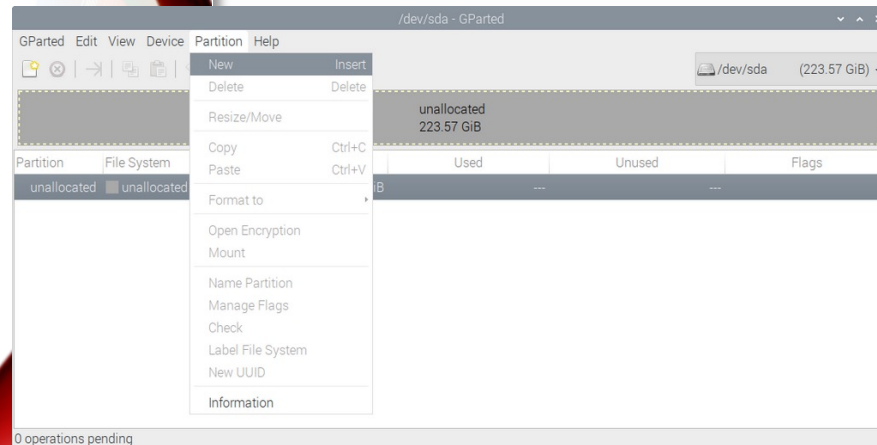 /dev/sda - GParted
GParted Edit View Device Partition Help
/dev/sda (223.57 GiB)
New Insert
Delete Delete
Resize/Move
Copy Ctrl+C
Paste Ctrl+V
Format to
Open Encryption
Mount
Name Partition
Manage Flags
Check
Label File System
New UUID
Information
unallocated
223.57 GiB
Partition File System Used Unused Flags
unallocated unallocated iB --- ---
0 operations pending